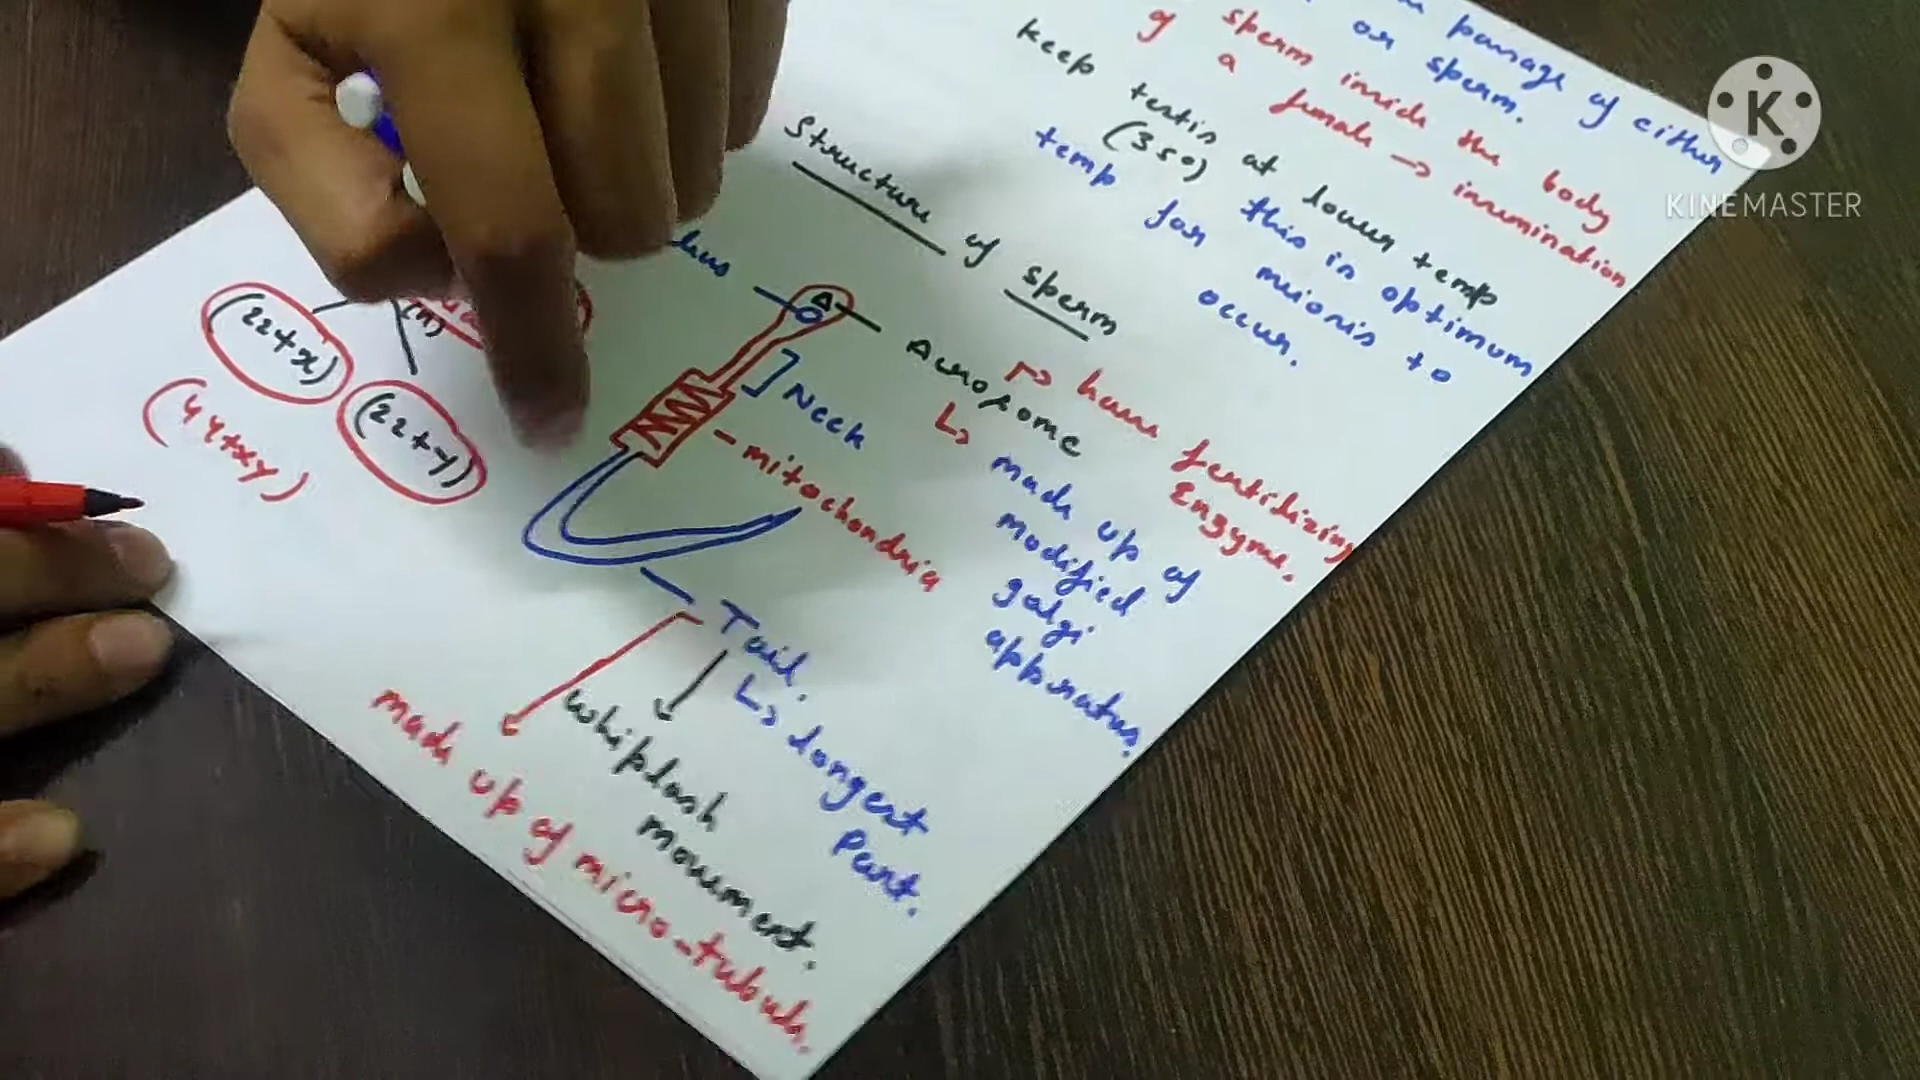 passage of either
or sperm.
sperm inside the body
of a female → insemination
keep testis at lower temp
(35°) this is optimum
temp for meiosis to
occur.
Structure of sperm
Acrosome
↳ have fertilizing
Enzyme.
↳ made up of
modified
golgi
apparatus.
] Neck
- mitochondria
Tail.
↳ longest
Part.
whiplash
movement.
made up of micro-tubule.
(n)
(22+x)
(22+y)
(44+xy)
K
KINEMASTER